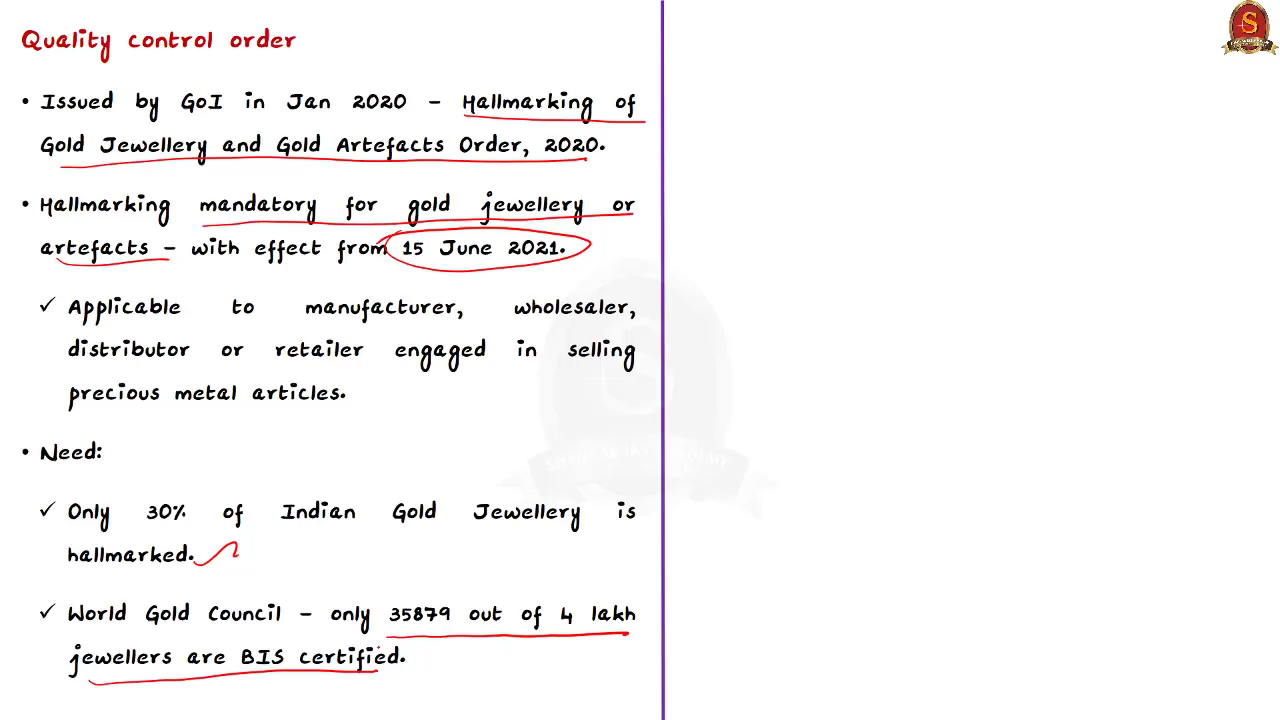 Quality control order
• Issued by GoI in Jan 2020 – Hallmarking of
Gold Jewellery and Gold Artefacts Order, 2020.
• Hallmarking mandatory for gold jewellery or
artefacts – with effect from 15 June 2021.
✓ Applicable to manufacturer, wholesaler,
distributor or retailer engaged in selling
precious metal articles.
• Need:
✓ Only 30% of Indian Gold Jewellery is
hallmarked.
✓ World Gold Council – only 35879 out of 4 lakh
jewellers are BIS certified.
S